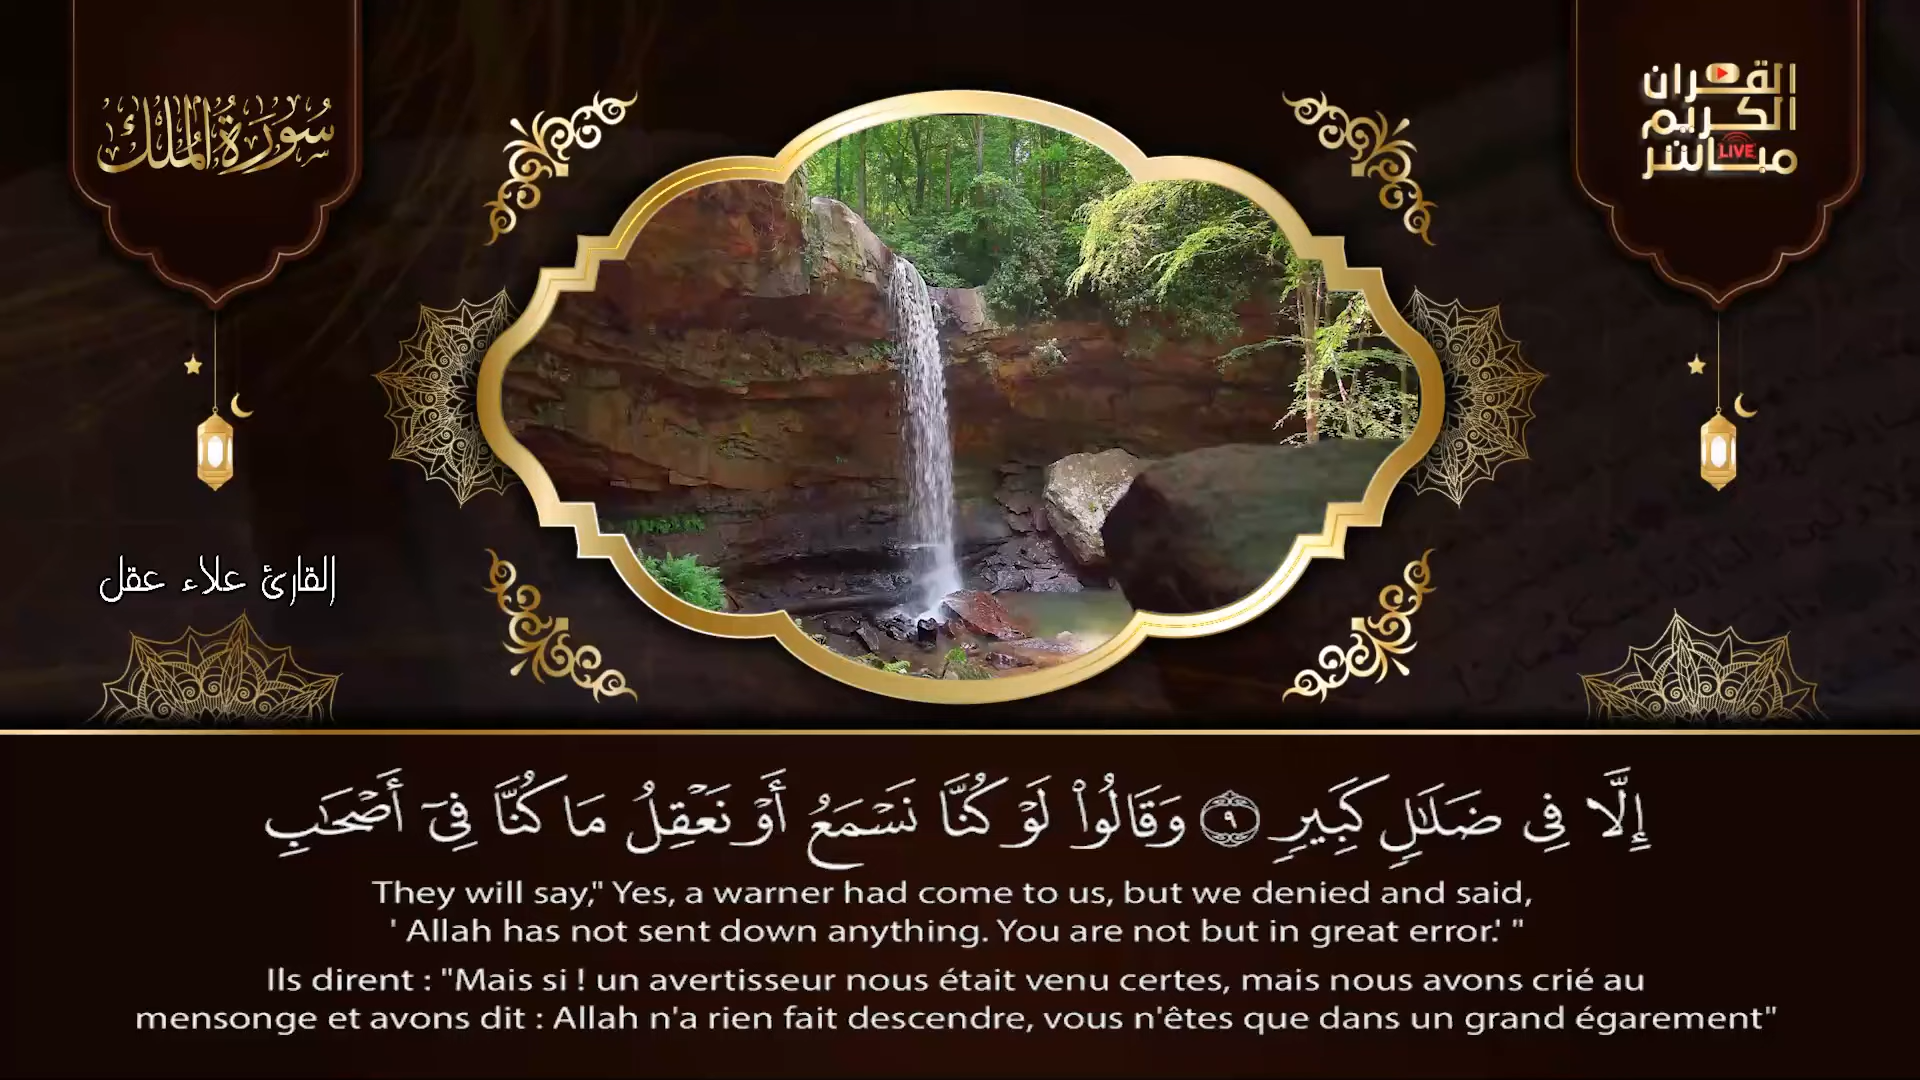 سُورَةُ الْمُلْك
القرآن
الكريم
مباشر
LIVE
القارئ علاء عقل
إِلَّا فِي ضَلَٰلٍ كَبِيرٍ ٩ وَقَالُوا۟ لَوْ كُنَّا نَسْمَعُ أَوْ نَعْقِلُ مَا كُنَّا فِىٓ أَصْحَٰبِ
They will say," Yes, a warner had come to us, but we denied and said,
' Allah has not sent down anything. You are not but in great error.' "
Ils dirent : "Mais si ! un avertisseur nous était venu certes, mais nous avons crié au
mensonge et avons dit : Allah n'a rien fait descendre, vous n'êtes que dans un grand égarement"